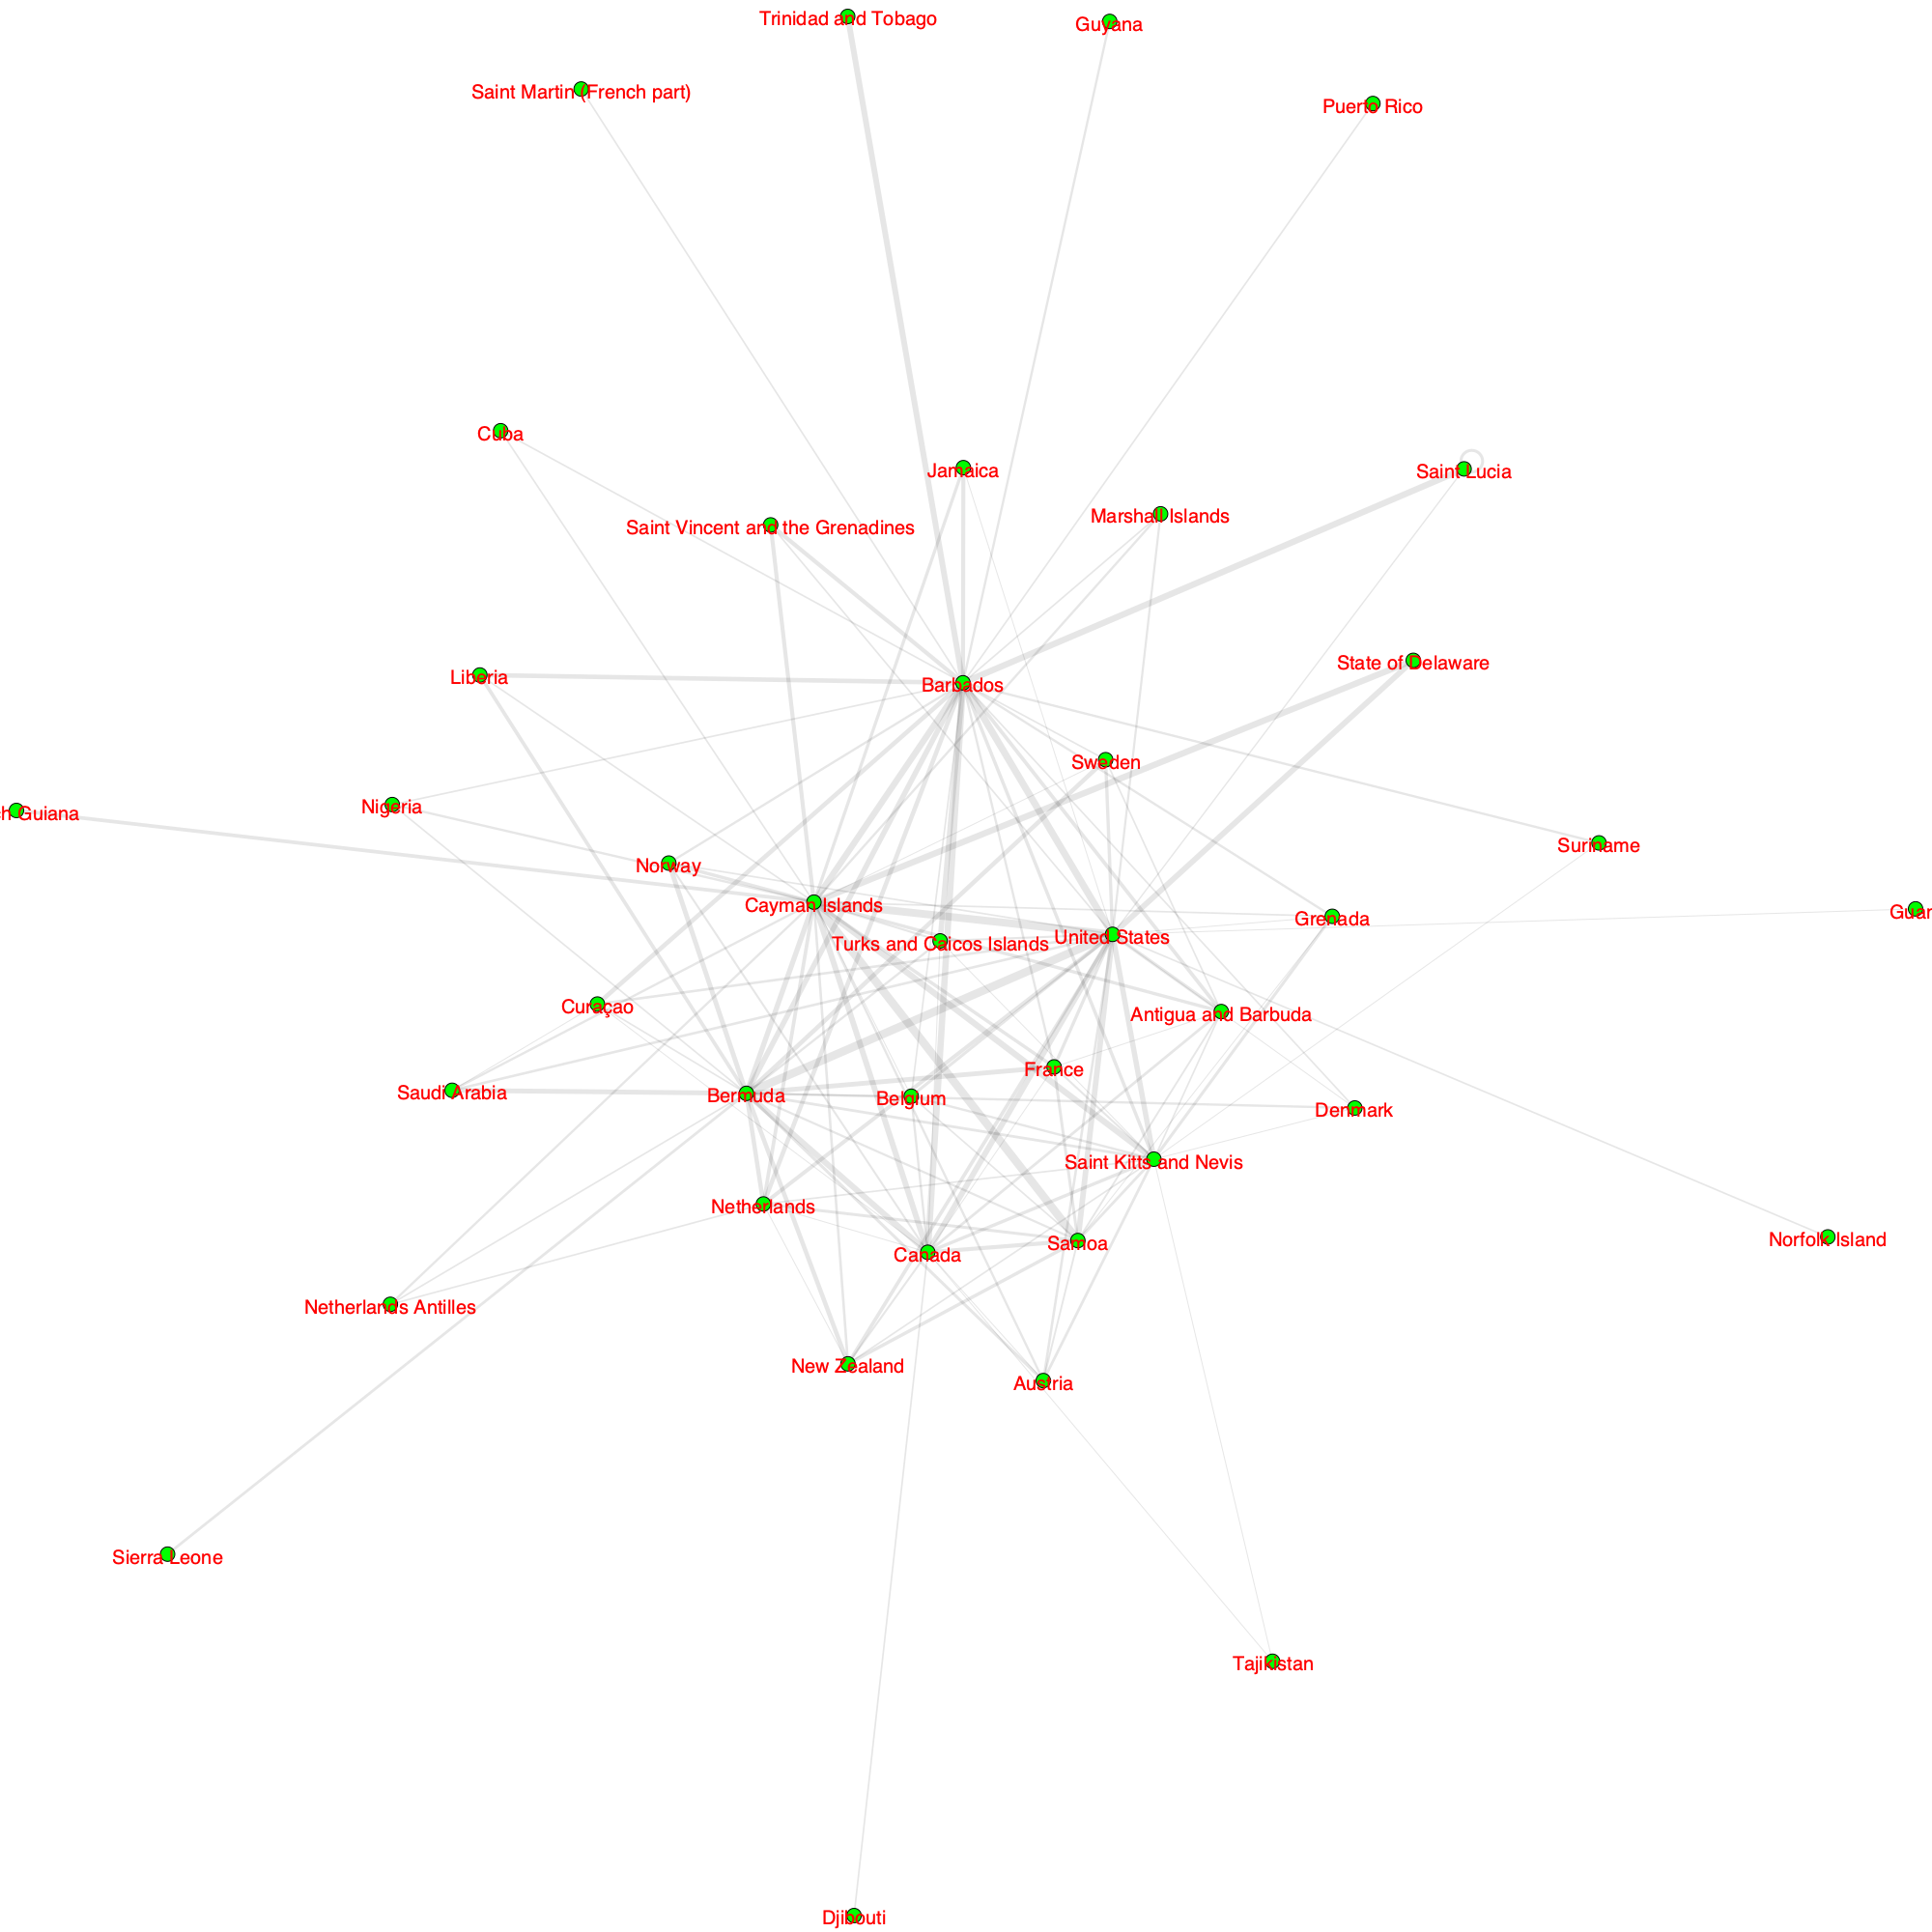 Trinidad and Tobago
Guyana
Saint Martin (French part)
Puerto Rico
Cuba
Jamaica
Saint Lucia
Marshall Islands
Saint Vincent and the Grenadines
State of Delaware
Liberia
Barbados
Sweden
Nigeria
h Guiana
Suriname
Norway
Cayman Islands
Grenada
Guar
Turks and Caicos Islands
United States
Curaçao
Antigua and Barbuda
France
Saudi Arabia
Bermuda
Belgium
Denmark
Saint Kitts and Nevis
Netherlands
Samoa
Norfolk Island
Canada
Netherlands Antilles
New Zealand
Austria
Sierra Leone
Tajikistan
Djibouti